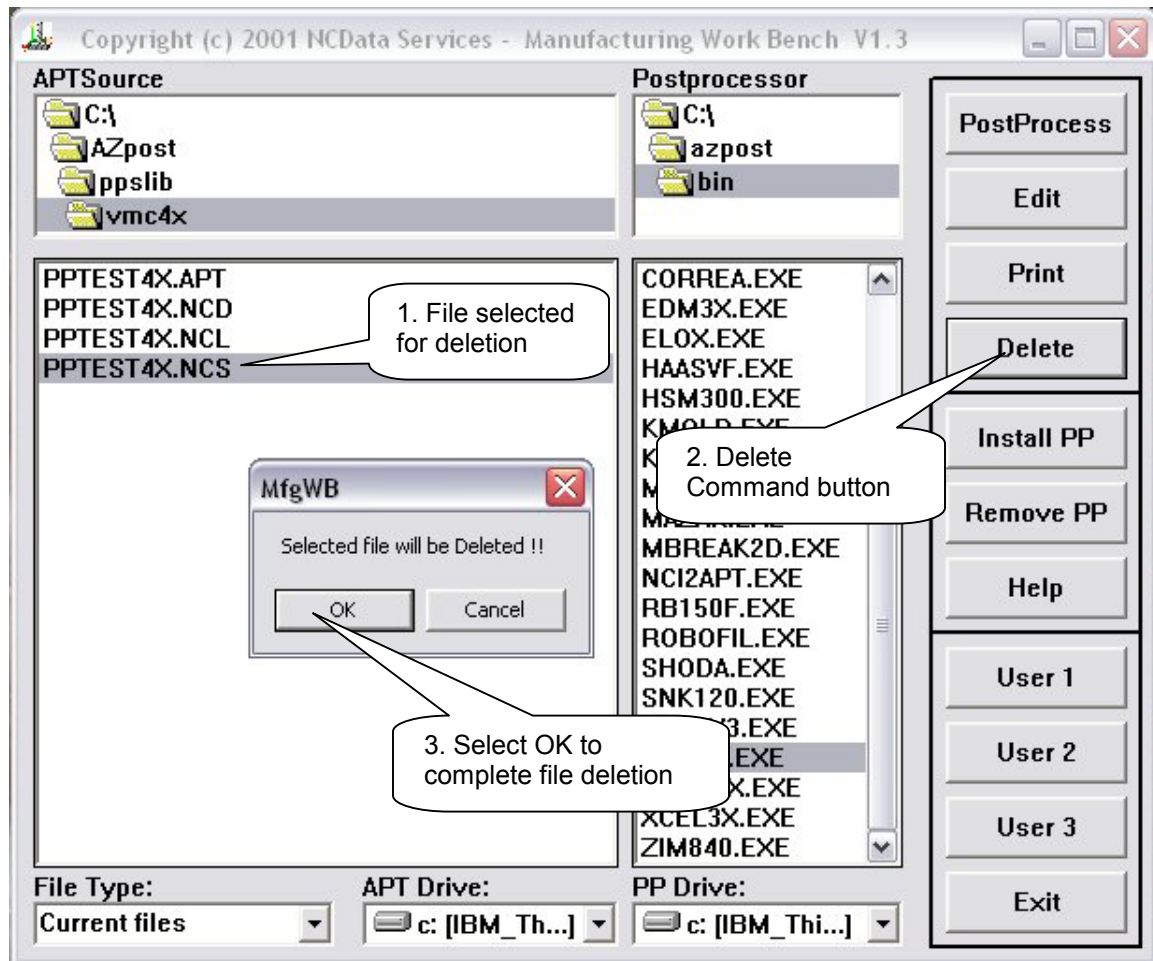 Copyright (c) 2001 NCData Services - Manufacturing Work Bench V1.3
APTSource
C:\
AZpost
ppslib
vmc4x
Postprocessor
C:\
azpost
bin
PPTEST4X.APT
PPTEST4X.NCD
PPTEST4X.NCL
PPTEST4X.NCS
1. File selected
for deletion
MfgWB
Selected file will be Deleted !!
OK
Cancel
3. Select OK to
complete file deletion
CORREA.EXE
EDM3X.EXE
ELOX.EXE
HAASVF.EXE
HSM300.EXE
2. Delete
Command button
MBREAK2D.EXE
NCI2APT.EXE
RB150F.EXE
ROBOFIL.EXE
SHODA.EXE
SNK120.EXE
.EXE
XCEL3X.EXE
ZIM840.EXE
PostProcess
Edit
Print
Delete
Install PP
Remove PP
Help
User 1
User 2
User 3
Exit
File Type:
Current files
APT Drive:
c: [IBM_Th...]
PP Drive:
c: [IBM_Thi...]